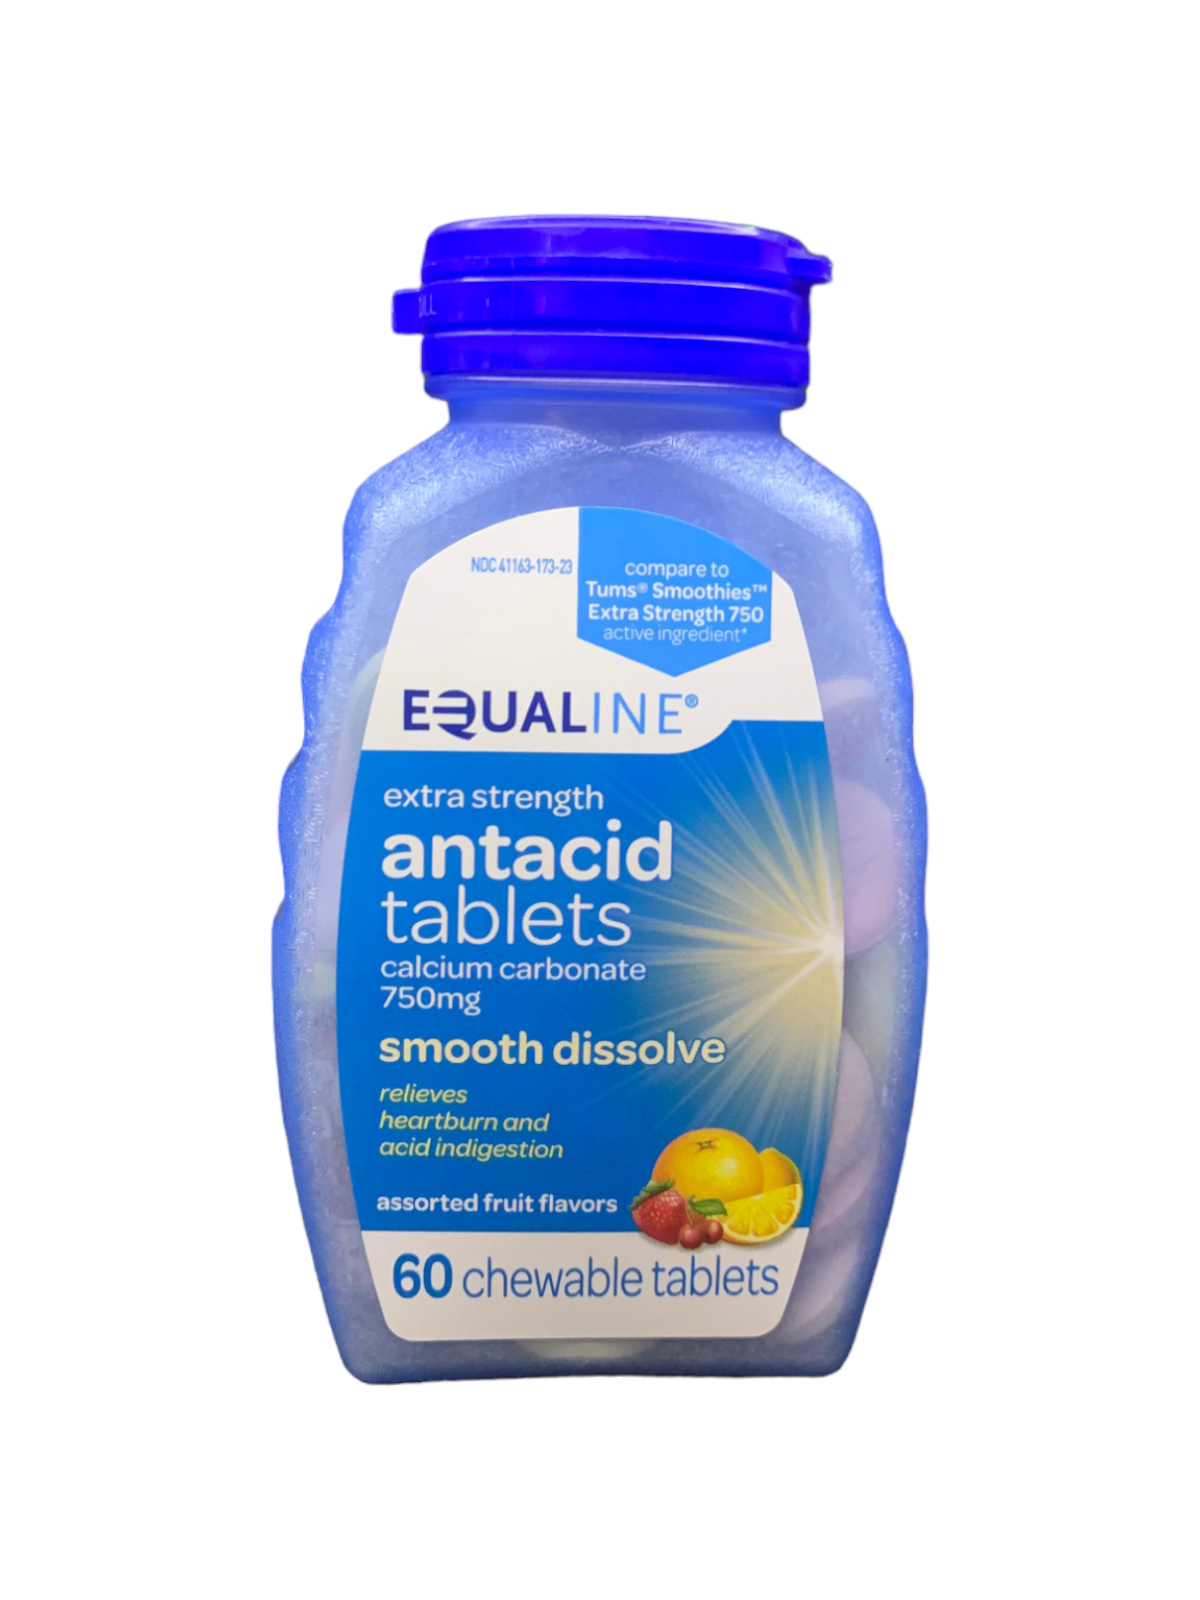 NDC 41163-173-23
compare to
Tums® Smoothies™
Extra Strength 750
active ingredient*
EQUALINE®
extra strength
antacid
tablets
calcium carbonate
750mg
smooth dissolve
relieves
heartburn and
acid indigestion
assorted fruit flavors
60 chewable tablets